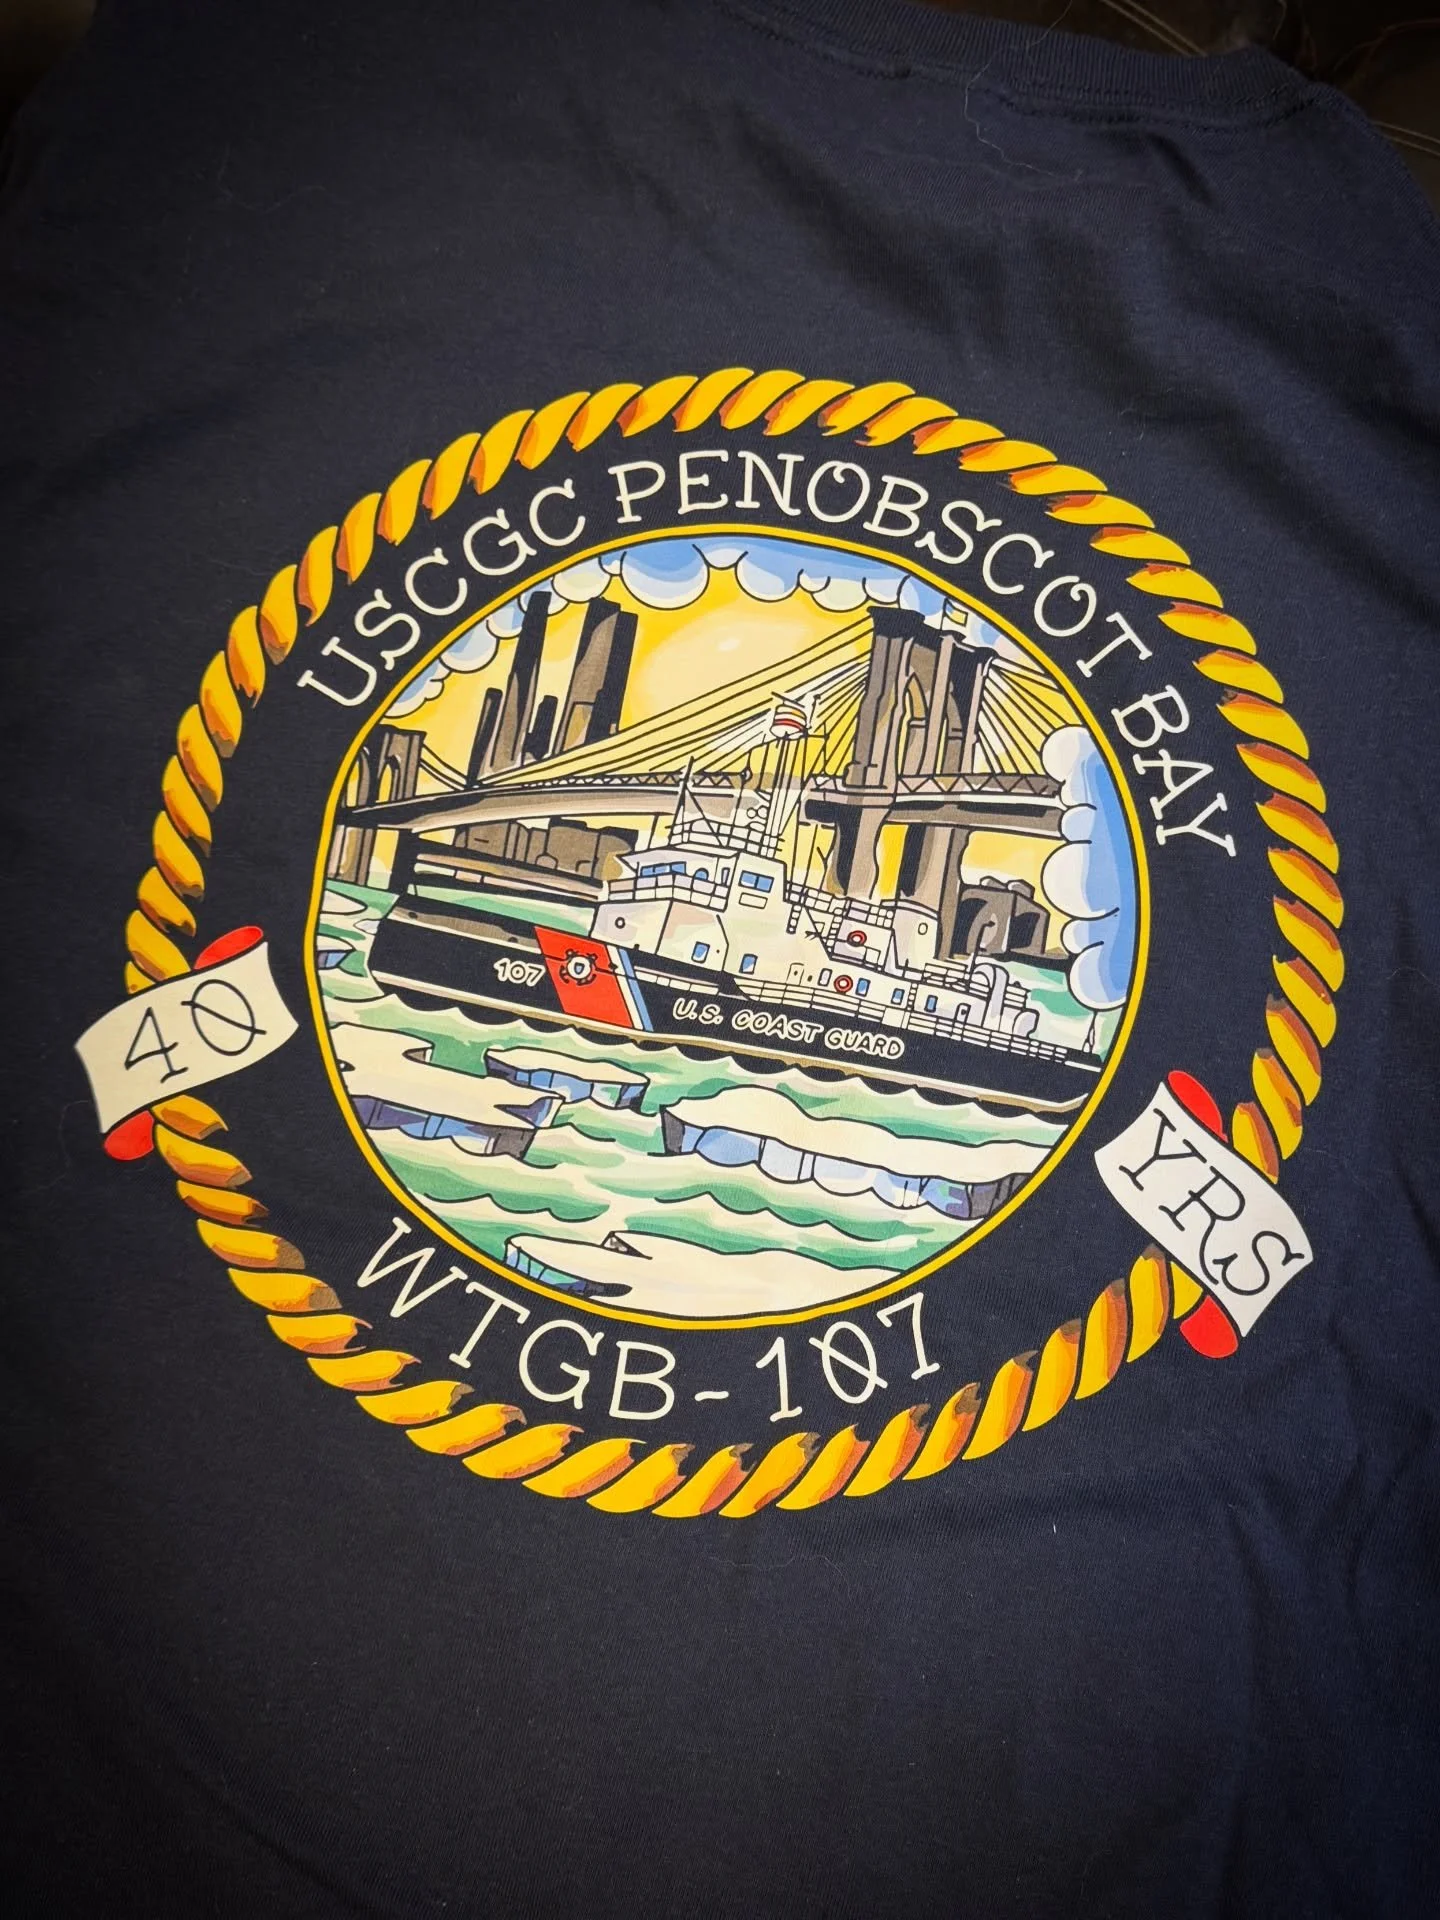 USCGC PENOBSCOT BAY
107
U.S. COAST GUARD
40
YRS
WTGB-107